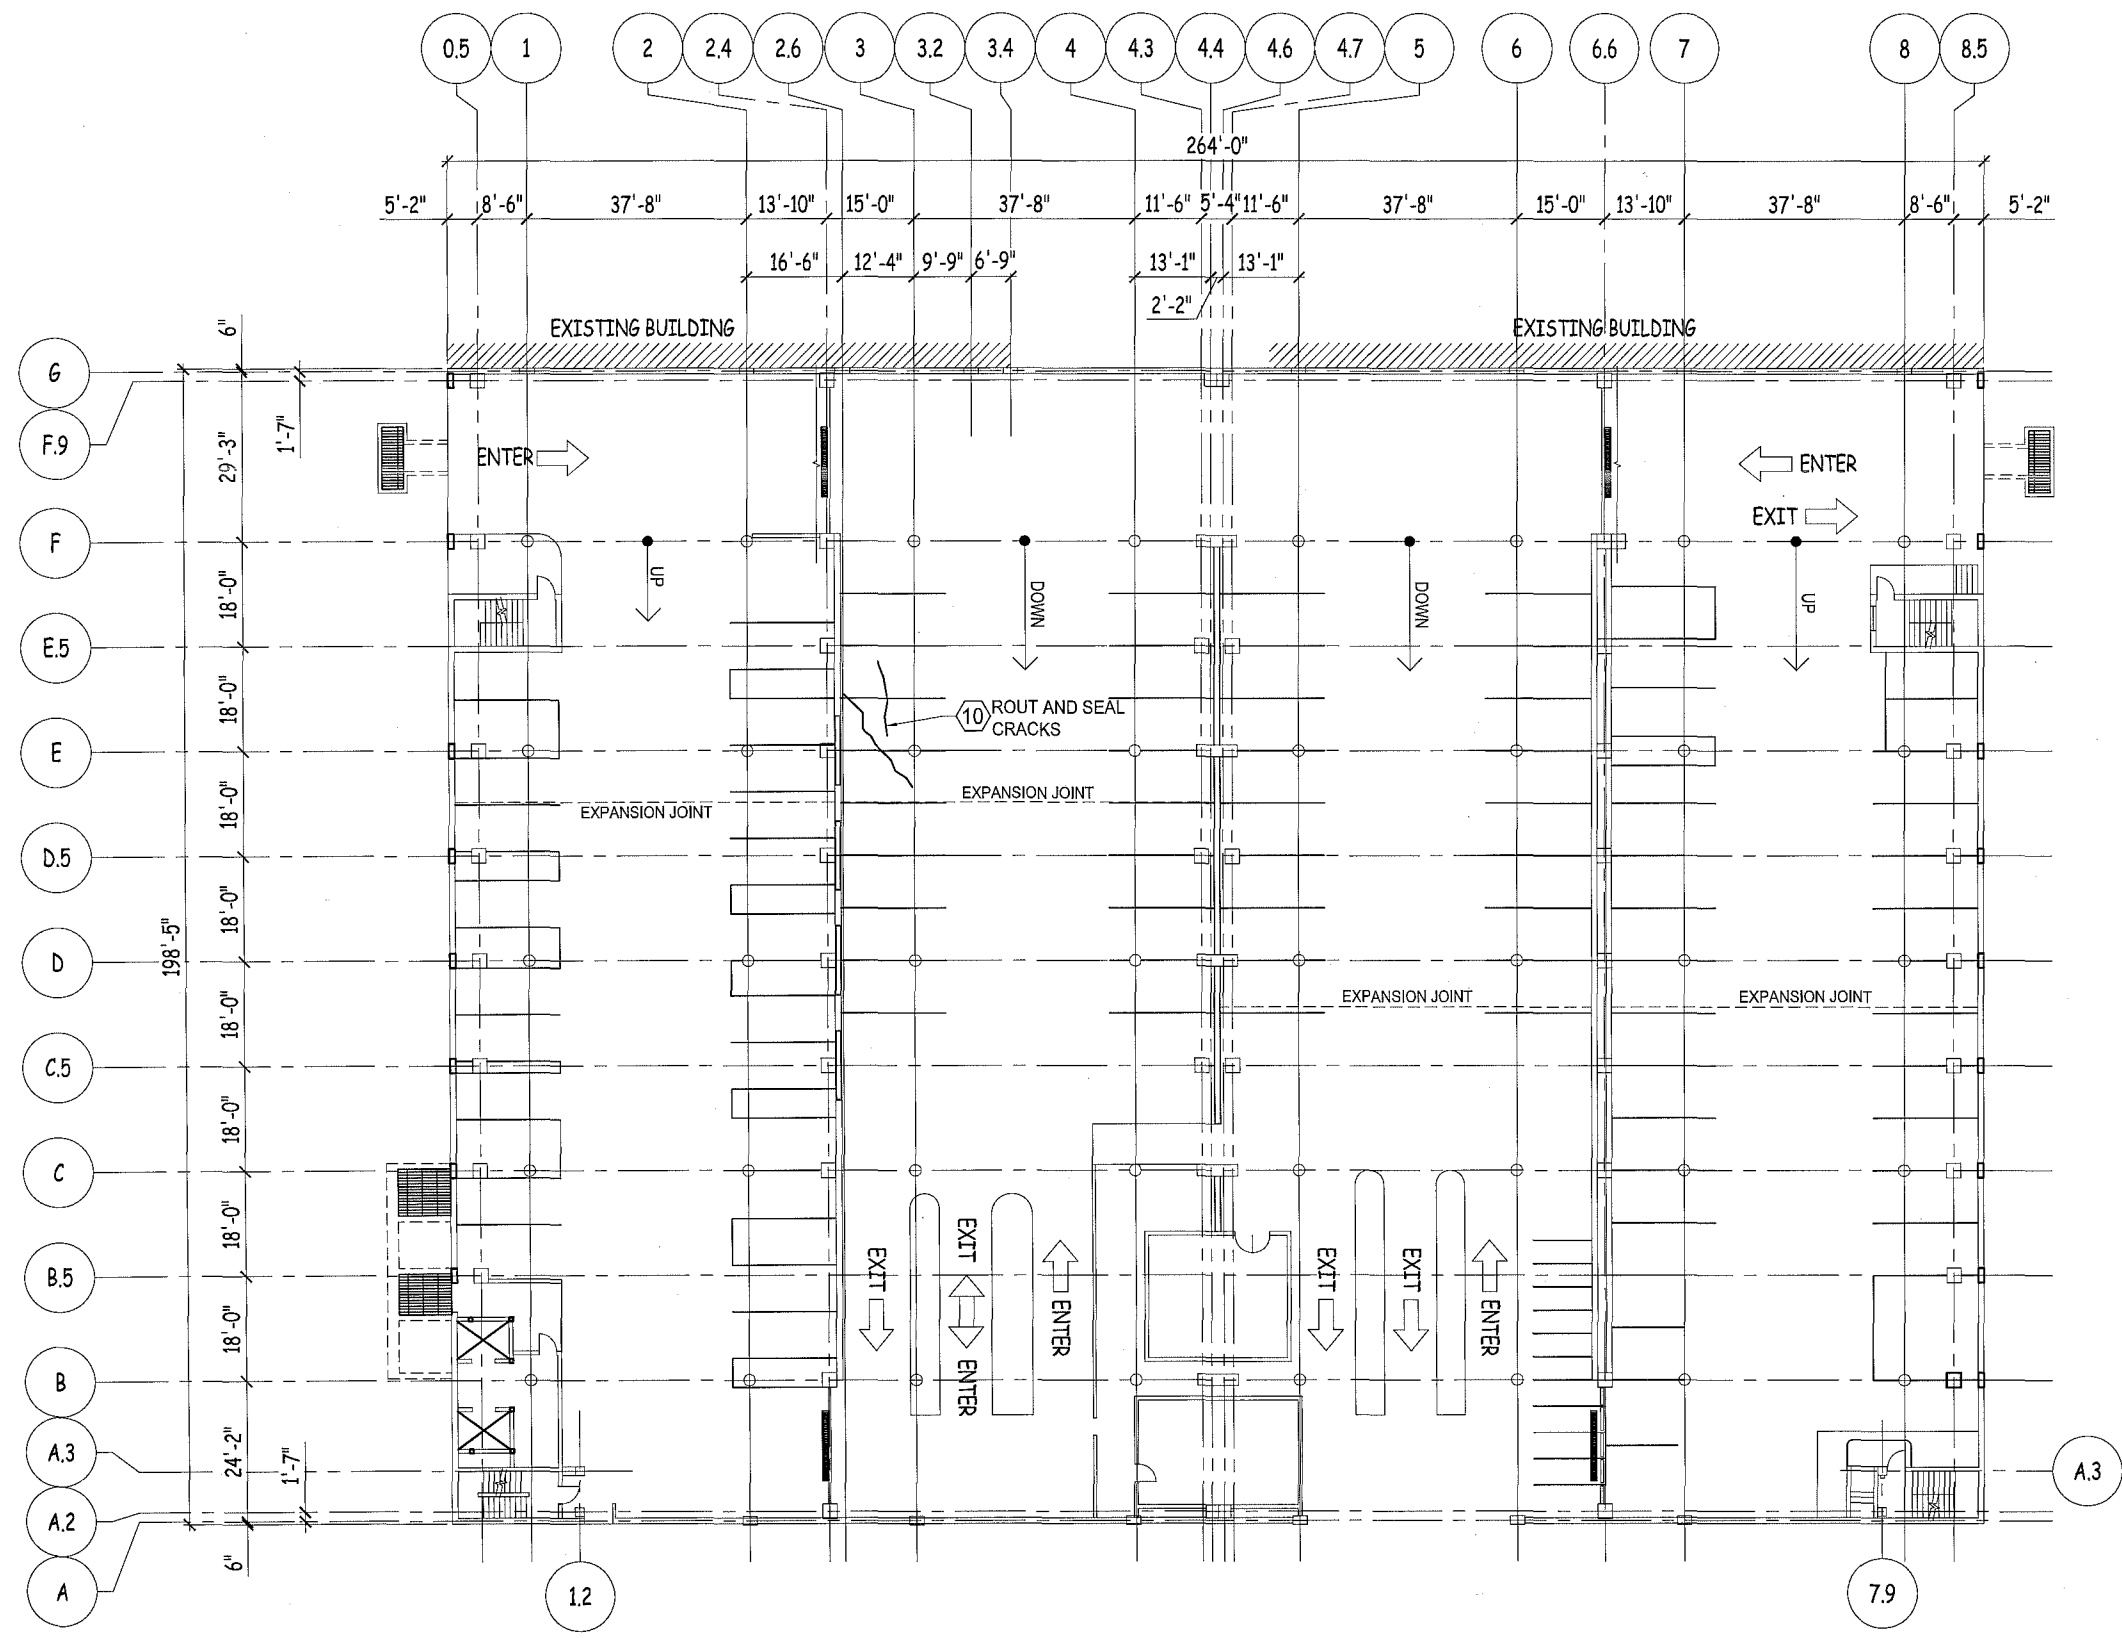 0.5 1 2 2.4 2.6 3 3.2 3.4 4 4.3 4.4 4.6 4.7 5 6 6.6 7 8 8.5
264'-0"
5'-2" 8'-6" 37'-8" 13'-10" 15'-0" 37'-8" 11'-6" 5'-4" 11'-6" 37'-8" 15'-0" 13'-10" 37'-8" 8'-6" 5'-2"
16'-6" 12'-4" 9'-9" 6'-9" 13'-1" 13'-1"
2'-2"
EXISTING BUILDING EXISTING BUILDING
6"
G
1'-7"
F.9
29'-3"
ENTER
ENTER
EXIT
F
UP
DOWN
DOWN
UP
18'-0"
E.5
18'-0"
10 ROUT AND SEAL
CRACKS
E
18'-0"
EXPANSION JOINT
EXPANSION JOINT
D.5
18'-0"
198'-5"
D
EXPANSION JOINT EXPANSION JOINT
18'-0"
C.5
18'-0"
C
18'-0"
EXIT
EXIT
ENTER
ENTER
EXIT
EXIT
ENTER
B.5
18'-0"
B
24'-2"
1'-7"
A.3
A.3
A.2
6"
A
1.2
7.9